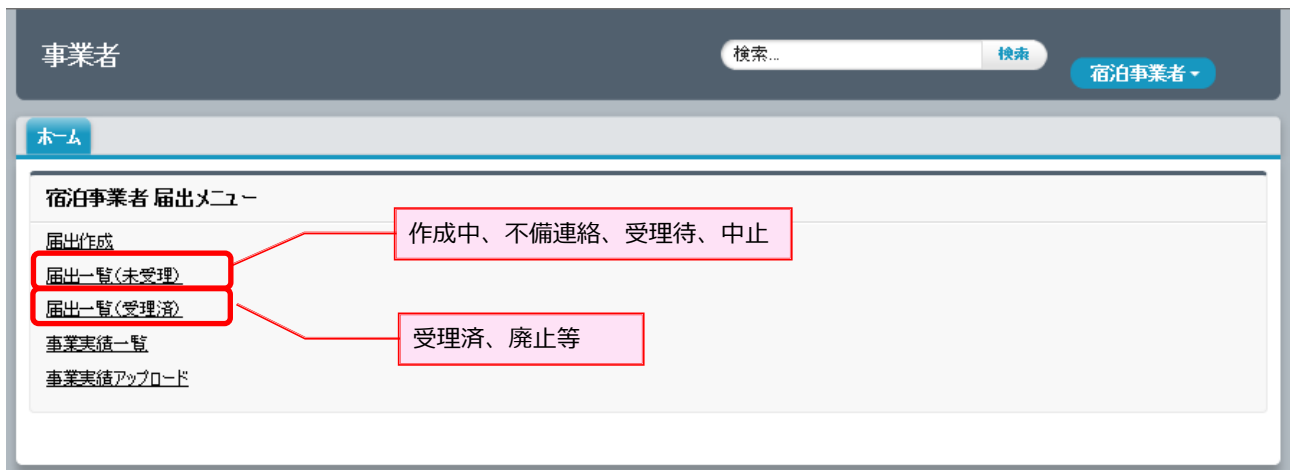 事業者
検索...
検索
宿泊事業者
ホーム
宿泊事業者 届出メニュー
届出作成
作成中、不備連絡、受理待、中止
届出一覧(未受理)
届出一覧(受理済)
受理済、廃止等
事業実績一覧
事業実績アップロード